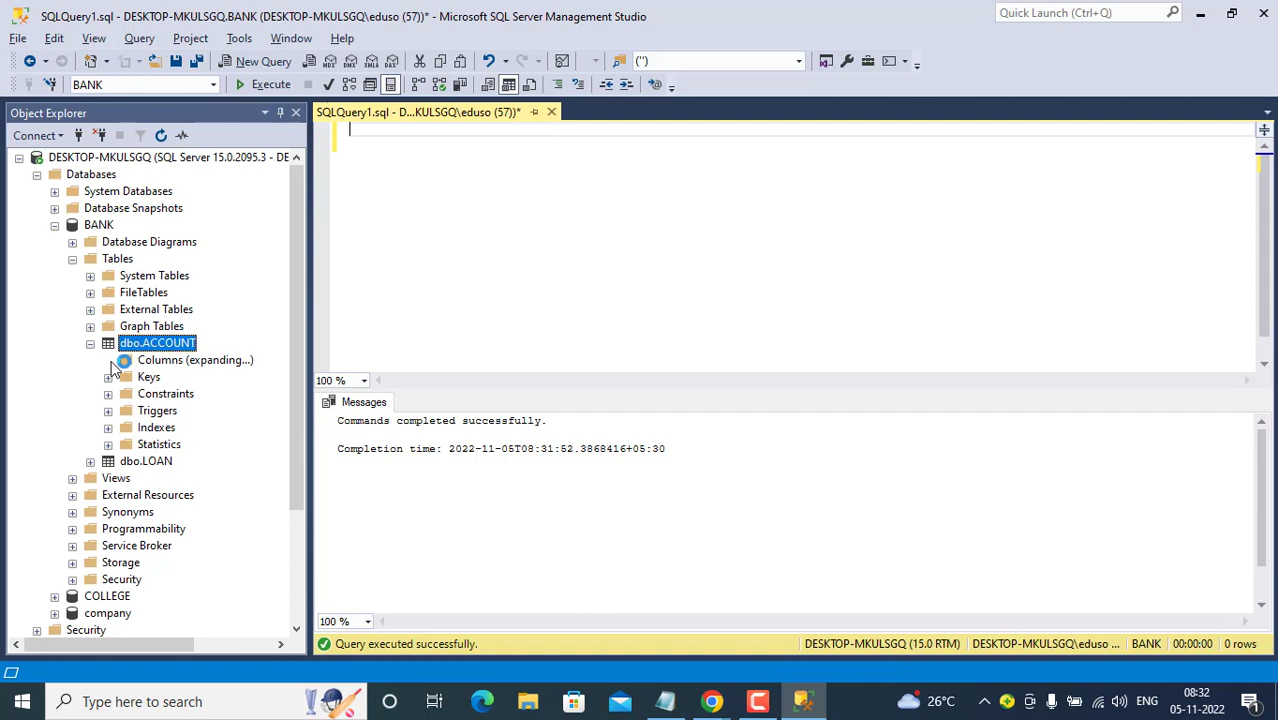 SQLQuery1.sql - DESKTOP-MKULSGQ.BANK (DESKTOP-MKULSGQ\eduso (57))* - Microsoft SQL Server Management Studio
Quick Launch (Ctrl+Q)
File Edit View Query Project Tools Window Help
New Query
MDX DMX XMLA DAX
('')
BANK
Execute
Object Explorer
SQLQuery1.sql - D...KULSGQ\eduso (57))*
Connect
DESKTOP-MKULSGQ (SQL Server 15.0.2095.3 - DE
Databases
System Databases
Database Snapshots
BANK
Database Diagrams
Tables
System Tables
FileTables
External Tables
Graph Tables
dbo.ACCOUNT
Columns (expanding...)
Keys
Constraints
Triggers
Indexes
Statistics
dbo.LOAN
Views
External Resources
Synonyms
Programmability
Service Broker
Storage
Security
COLLEGE
company
Security
100 %
Messages
Commands completed successfully.
Completion time: 2022-11-05T08:31:52.3868416+05:30
100 %
Query executed successfully.
DESKTOP-MKULSGQ (15.0 RTM)
DESKTOP-MKULSGQ\eduso ...
BANK
00:00:00
0 rows
Type here to search
26°C
ENG
08:32
05-11-2022
1